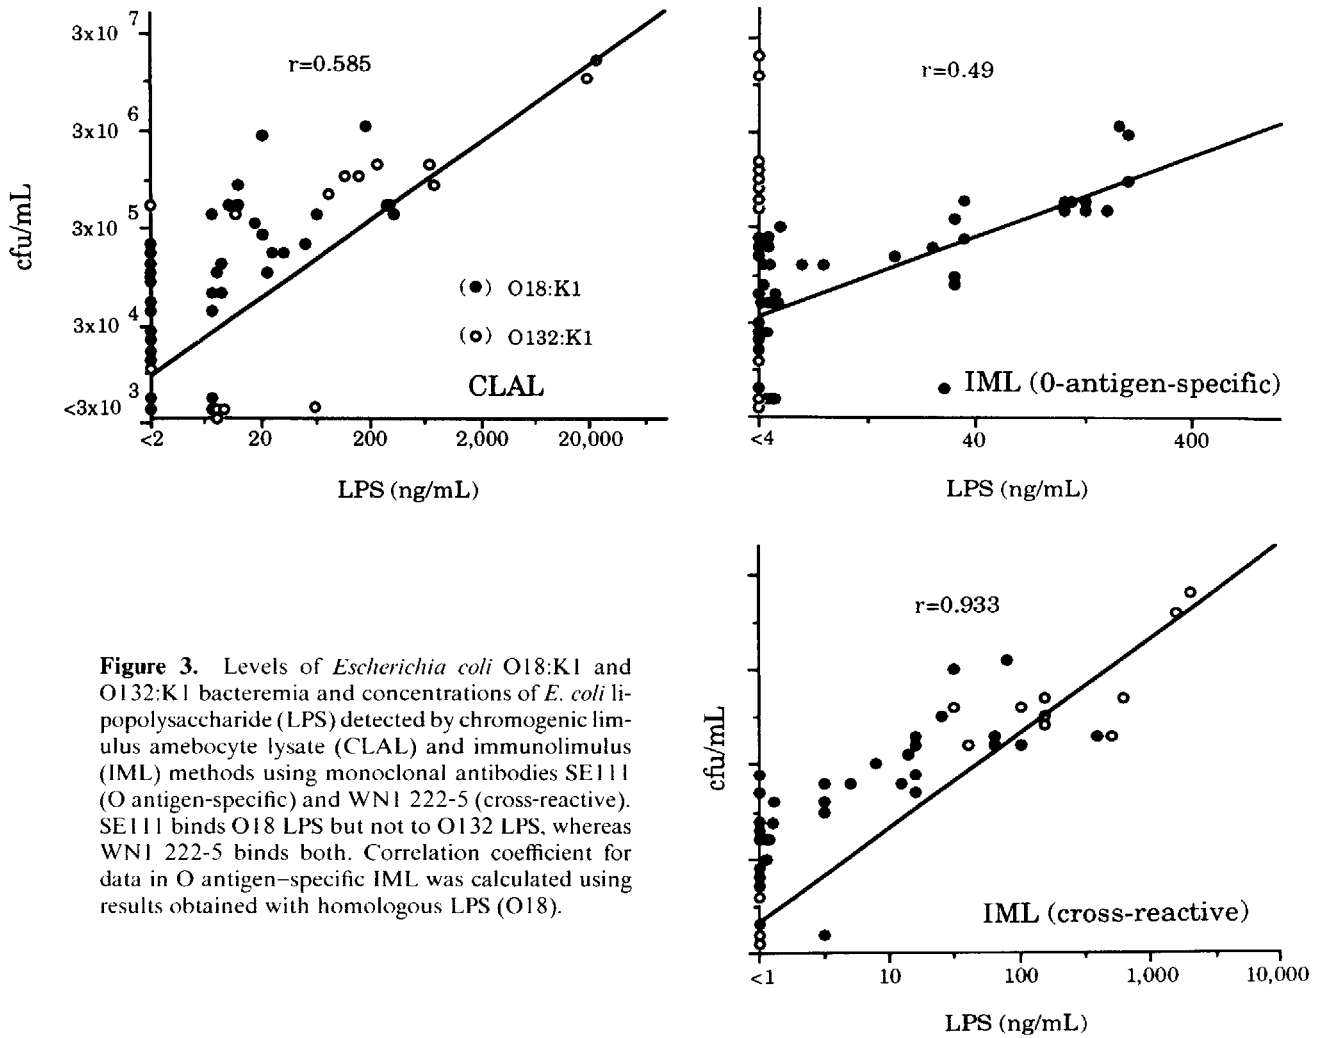 3x10 7
3x10 6
3x10 5
3x10 4
<3x10 3
cfu/mL
r=0.585
(●) O18:K1
(o) O132:K1
CLAL
<2 20 200 2,000 20,000
LPS (ng/mL)
r=0.49
IML (0-antigen-specific)
<4 40 400
LPS (ng/mL)
Figure 3. Levels of Escherichia coli O18:K1 and
O132:K1 bacteremia and concentrations of E. coli li-
popolysaccharide (LPS) detected by chromogenic lim-
ulus amebocyte lysate (CLAL) and immunolimulus
(IML) methods using monoclonal antibodies SE111
(O antigen-specific) and WN1 222-5 (cross-reactive).
SE111 binds O18 LPS but not to O132 LPS, whereas
WN1 222-5 binds both. Correlation coefficient for
data in O antigen–specific IML was calculated using
results obtained with homologous LPS (O18).
cfu/mL
r=0.933
IML (cross-reactive)
<1 10 100 1,000 10,000
LPS (ng/mL)